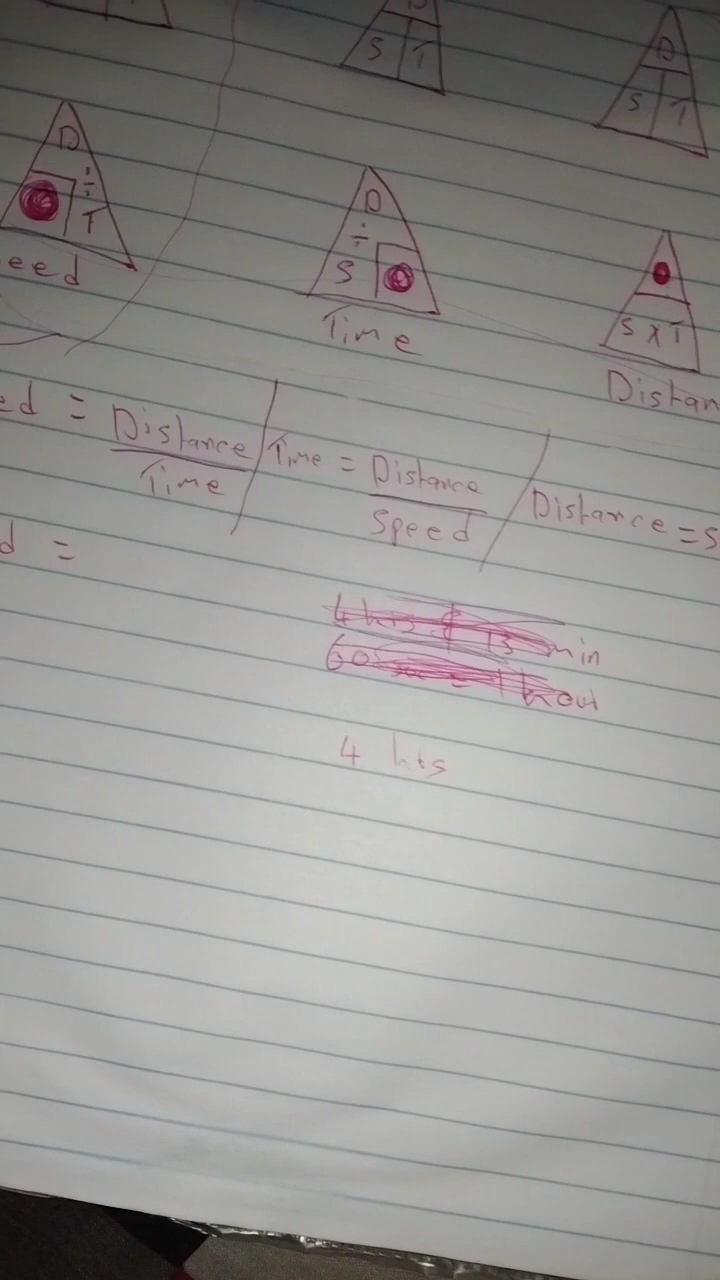 D
S T
D
S T
D
÷
T
eed
D
÷
S
Time
S X T
Distan
ed = Distance / Time = Distance / Distance = S
Time Speed
d =
4 hrs 15 min
60 = 1 hour
4 hrs